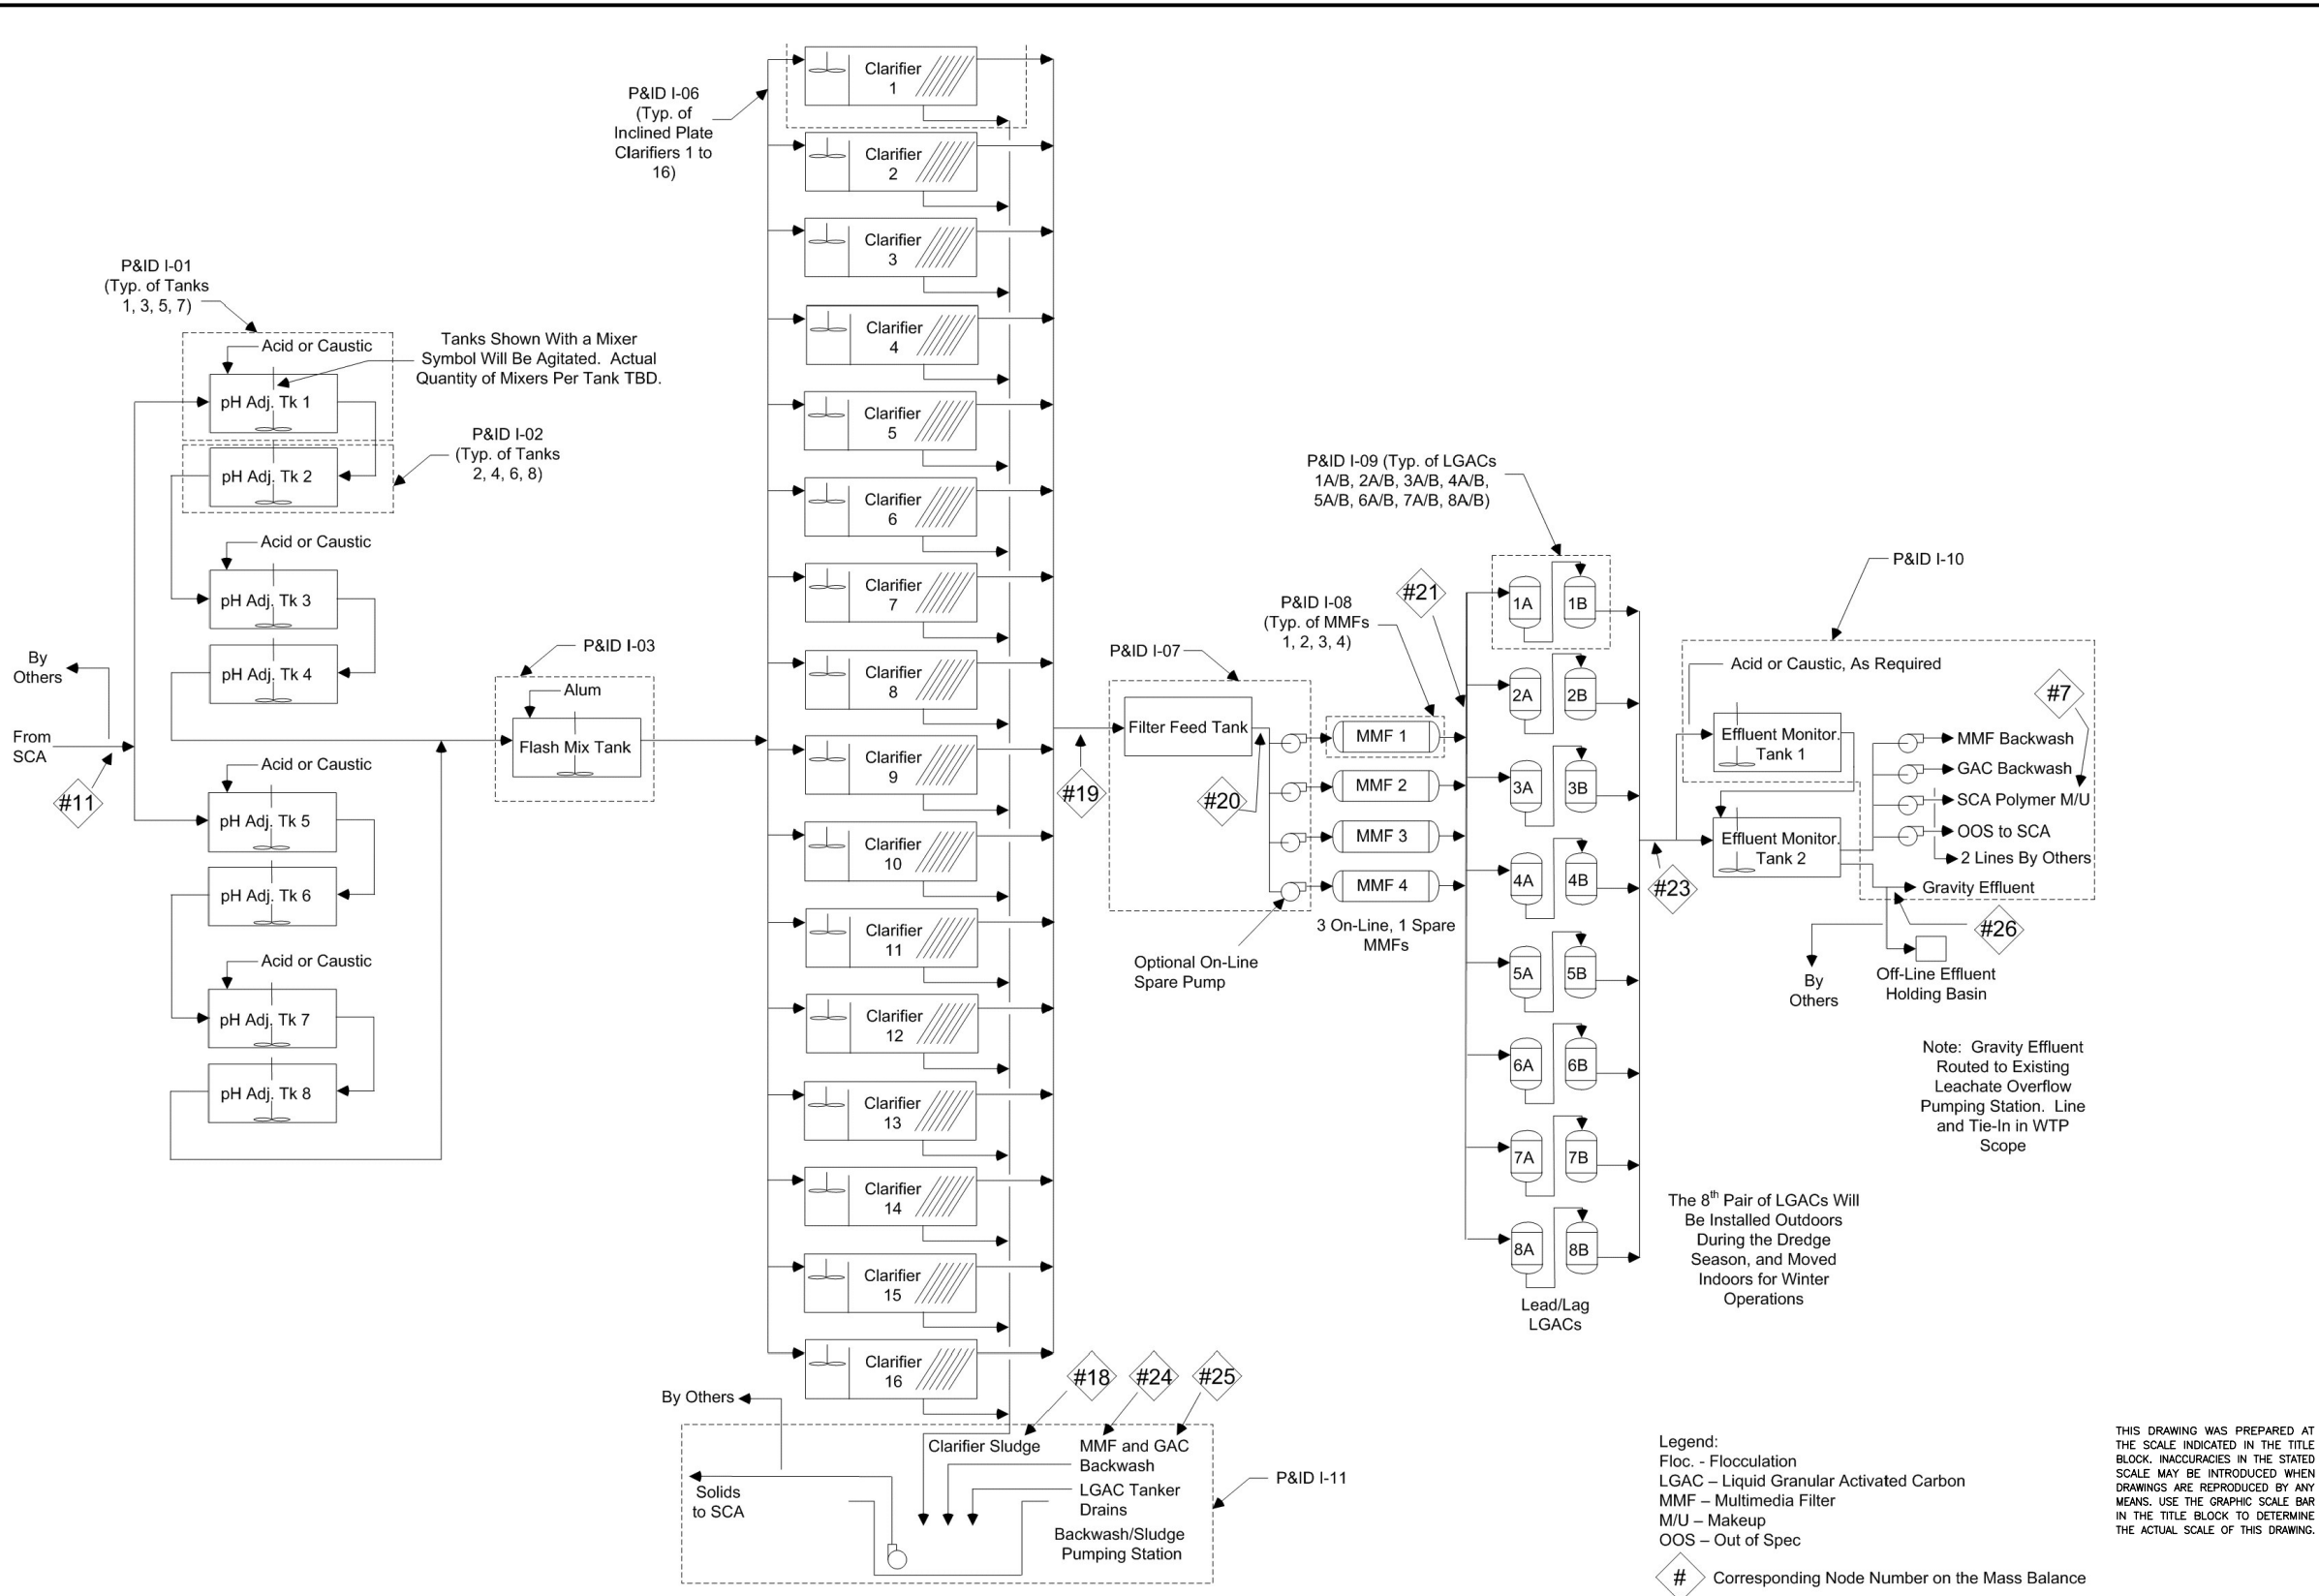 P&ID I-01
(Typ. of Tanks
1, 3, 5, 7)
Acid or Caustic
Tanks Shown With a Mixer
Symbol Will Be Agitated. Actual
Quantity of Mixers Per Tank TBD.
pH Adj. Tk 1
P&ID I-02
(Typ. of Tanks
2, 4, 6, 8)
pH Adj. Tk 2
Acid or Caustic
pH Adj. Tk 3
pH Adj. Tk 4
By
Others
From
SCA
#11
Acid or Caustic
pH Adj. Tk 5
pH Adj. Tk 6
Acid or Caustic
pH Adj. Tk 7
pH Adj. Tk 8
P&ID I-03
Alum
Flash Mix Tank
P&ID I-06
(Typ. of
Inclined Plate
Clarifiers 1 to
16)
Clarifier
1
Clarifier
2
Clarifier
3
Clarifier
4
Clarifier
5
Clarifier
6
Clarifier
7
Clarifier
8
Clarifier
9
Clarifier
10
Clarifier
11
Clarifier
12
Clarifier
13
Clarifier
14
Clarifier
15
Clarifier
16
By Others
#18
#24
#25
Clarifier Sludge
MMF and GAC
Backwash
LGAC Tanker
Drains
Backwash/Sludge
Pumping Station
Solids
to SCA
P&ID I-11
#19
P&ID I-07
Filter Feed Tank
#20
Optional On-Line
Spare Pump
P&ID I-08
(Typ. of MMFs
1, 2, 3, 4)
MMF 1
MMF 2
MMF 3
MMF 4
3 On-Line, 1 Spare
MMFs
#21
P&ID I-09 (Typ. of LGACs
1A/B, 2A/B, 3A/B, 4A/B,
5A/B, 6A/B, 7A/B, 8A/B)
1A 1B
2A 2B
3A 3B
4A 4B
5A 5B
6A 6B
7A 7B
8A 8B
Lead/Lag
LGACs
The 8th Pair of LGACs Will
Be Installed Outdoors
During the Dredge
Season, and Moved
Indoors for Winter
Operations
#23
P&ID I-10
Acid or Caustic, As Required
#7
Effluent Monitor.
Tank 1
Effluent Monitor.
Tank 2
MMF Backwash
GAC Backwash
SCA Polymer M/U
OOS to SCA
2 Lines By Others
Gravity Effluent
#26
By
Others
Off-Line Effluent
Holding Basin
Note: Gravity Effluent
Routed to Existing
Leachate Overflow
Pumping Station. Line
and Tie-In in WTP
Scope
Legend:
Floc. - Flocculation
LGAC – Liquid Granular Activated Carbon
MMF – Multimedia Filter
M/U – Makeup
OOS – Out of Spec
# Corresponding Node Number on the Mass Balance
THIS DRAWING WAS PREPARED AT
THE SCALE INDICATED IN THE TITLE
BLOCK. INACCURACIES IN THE STATED
SCALE MAY BE INTRODUCED WHEN
DRAWINGS ARE REPRODUCED BY ANY
MEANS. USE THE GRAPHIC SCALE BAR
IN THE TITLE BLOCK TO DETERMINE
THE ACTUAL SCALE OF THIS DRAWING.